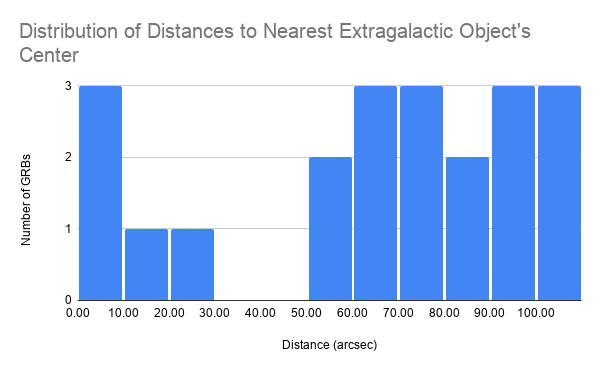 Distribution of Distances to Nearest Extragalactic Object's
Center
Number of GRBs
3
2
1
0
0.00 10.00 20.00 30.00 40.00 50.00 60.00 70.00 80.00 90.00 100.00
Distance (arcsec)